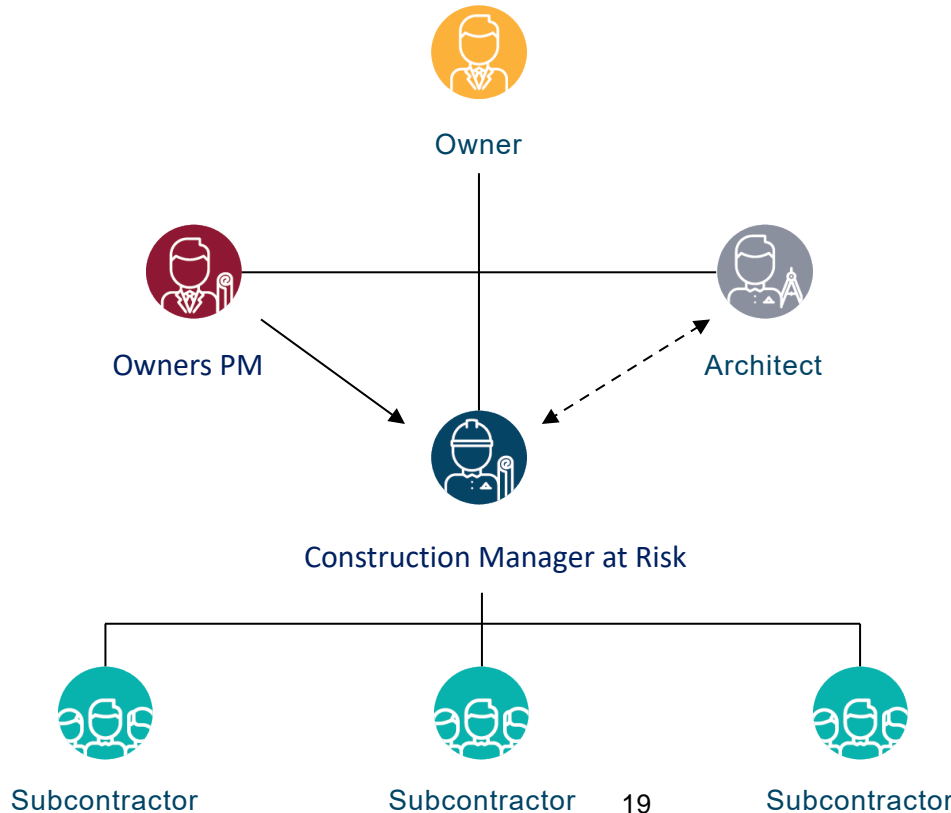 Owner
Owners PM
Architect
Construction Manager at Risk
Subcontractor
Subcontractor
19
Subcontractor